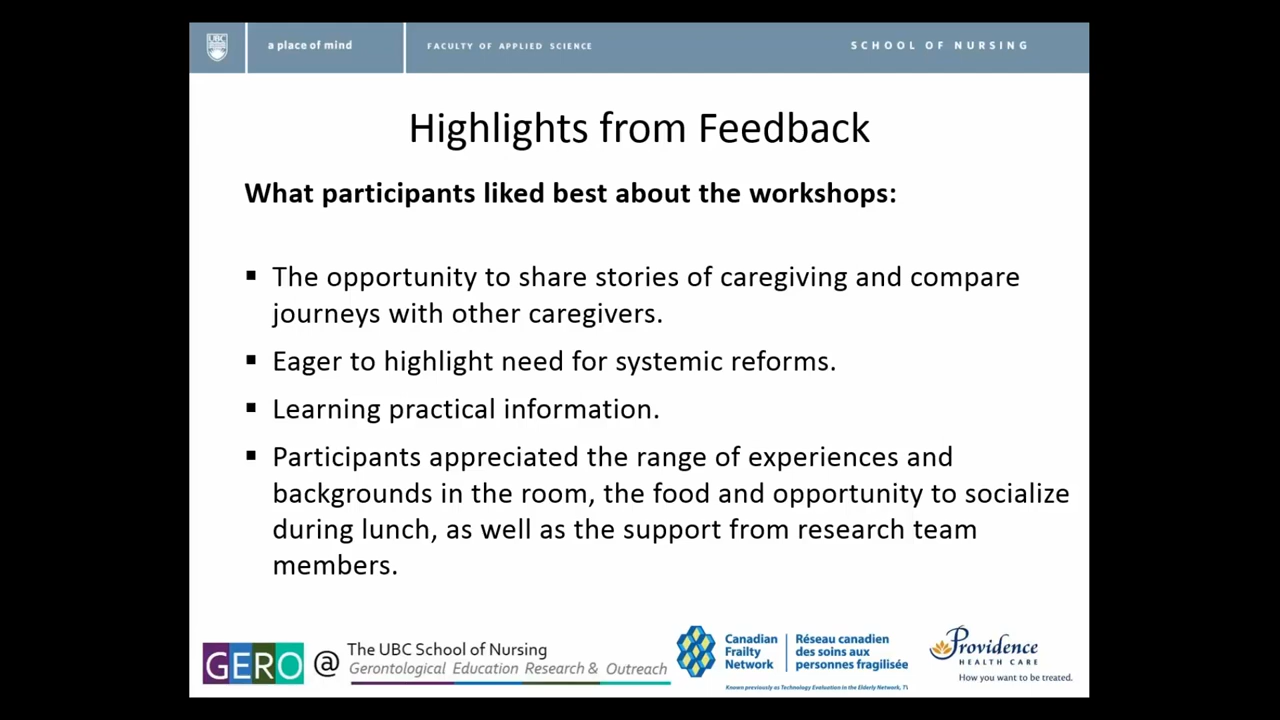 UBC
a place of mind
FACULTY OF APPLIED SCIENCE
SCHOOL OF NURSING
Highlights from Feedback
What participants liked best about the workshops:
▪ The opportunity to share stories of caregiving and compare
journeys with other caregivers.
▪ Eager to highlight need for systemic reforms.
▪ Learning practical information.
▪ Participants appreciated the range of experiences and
backgrounds in the room, the food and opportunity to socialize
during lunch, as well as the support from research team
members.
GERO @ The UBC School of Nursing
Gerontological Education Research & Outreach
Canadian
Frailty
Network
Réseau canadien
des soins aux
personnes fragilisée
Known previously as Technology Evaluation in the Elderly Network,
Providence
HEALTH CARE
How you want to be treated.